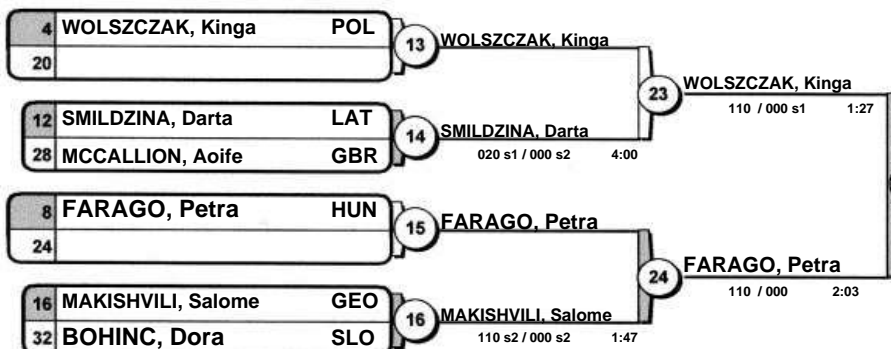 4 WOLSZCZAK, Kinga POL
20
13 WOLSZCZAK, Kinga
12 SMILDZINA, Darta LAT
28 MCCALLION, Aoife GBR
14 SMILDZINA, Darta
020 s1 / 000 s2 4:00
23 WOLSZCZAK, Kinga
110 / 000 s1 1:27
8 FARAGO, Petra HUN
24
15 FARAGO, Petra
16 MAKISHVILI, Salome GEO
32 BOHINC, Dora SLO
16 MAKISHVILI, Salome
110 s2 / 000 s2 1:47
24 FARAGO, Petra
110 / 000 2:03